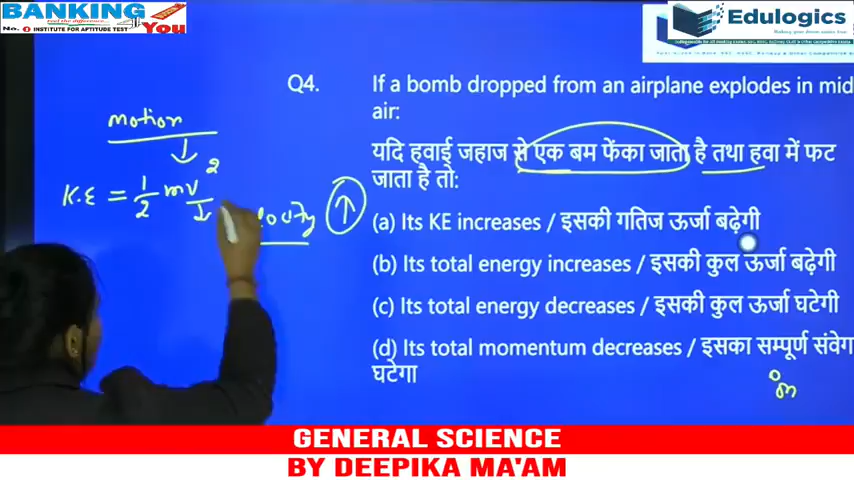 BANKING
Feel the difference...
You
No. 1 INSTITUTE FOR APTITUDE TEST
Edulogics
Q4. If a bomb dropped from an airplane explodes in mid
air:
यदि हवाई जहाज से एक बम फेंका जाता है तथा हवा में फट
जाता है तो:
(a) Its KE increases / इसकी गतिज ऊर्जा बढ़ेगी
(b) Its total energy increases / इसकी कुल ऊर्जा बढ़ेगी
(c) Its total energy decreases / इसकी कुल ऊर्जा घटेगी
(d) Its total momentum decreases / इसका सम्पूर्ण संवेग
घटेगा
motion
K.E = 1/2 mv²
GENERAL SCIENCE
BY DEEPIKA MA'AM